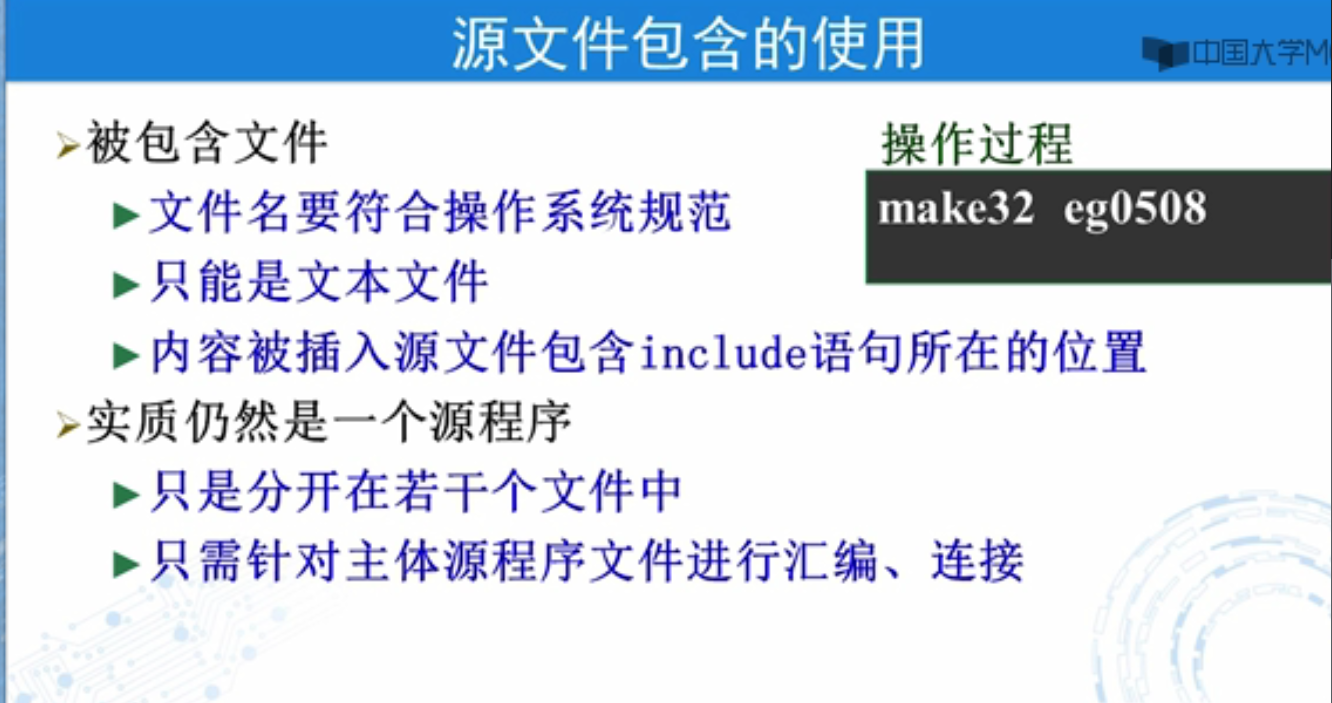 源文件包含的使用
中国大学M
被包含文件
文件名要符合操作系统规范
只能是文本文件
内容被插入源文件包含include语句所在的位置
实质仍然是一个源程序
只是分开在若干个文件中
只需针对主体源程序文件进行汇编、连接
操作过程
make32 eg0508